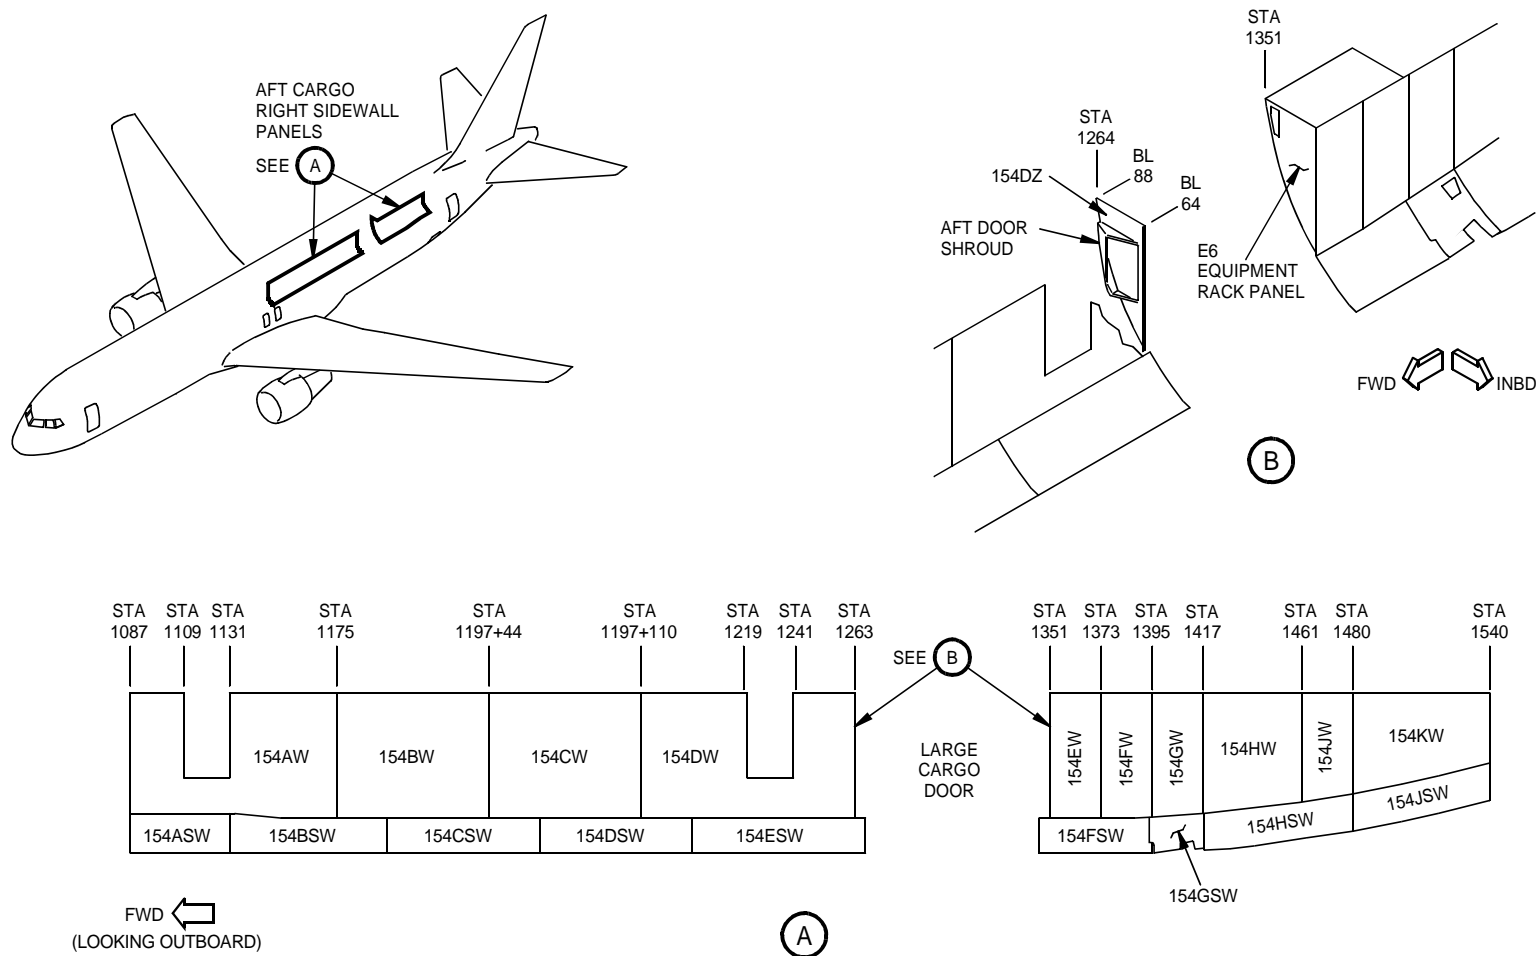 AFT CARGO
RIGHT SIDEWALL
PANELS
SEE A
STA
1351
STA
1264
BL
88
154DZ
BL
64
AFT DOOR
SHROUD
E6
EQUIPMENT
RACK PANEL
FWD
INBD
B
STA
1087
STA
1109
STA
1131
STA
1175
STA
1197+44
STA
1197+110
STA
1219
STA
1241
STA
1263
SEE B
STA
1351
STA
1373
STA
1395
STA
1417
STA
1461
STA
1480
STA
1540
154AW
154BW
154CW
154DW
LARGE
CARGO
DOOR
154EW
154FW
154GW
154HW
154JW
154KW
154ASW
154BSW
154CSW
154DSW
154ESW
154FSW
154HSW
154JSW
154GSW
FWD
(LOOKING OUTBOARD)
A